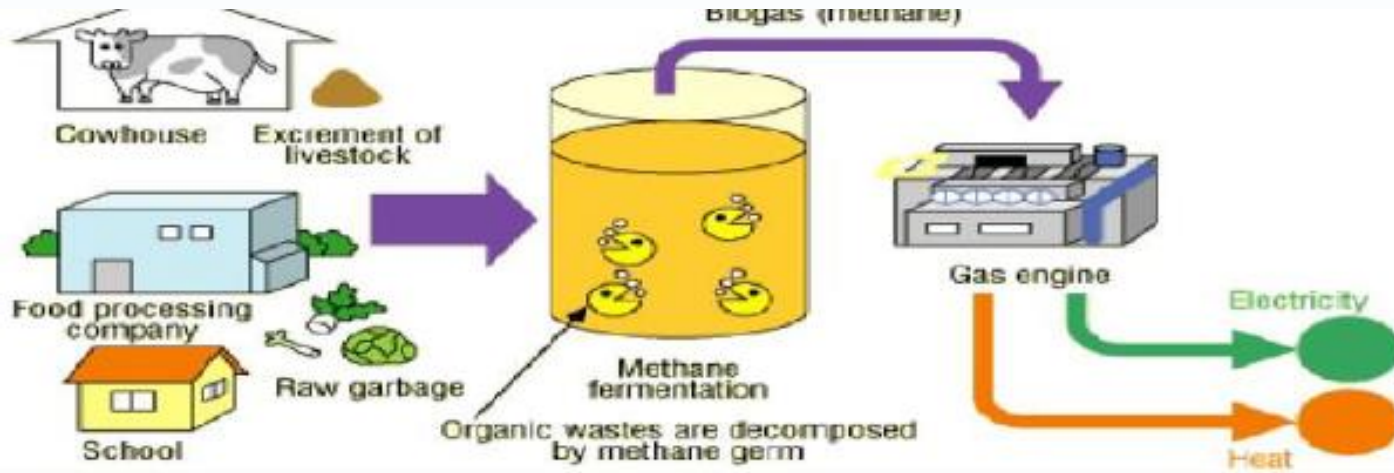 Biogas (methane)
Cowhouse
Excrement of
livestock
Food processing
company
Raw garbage
School
Methane
fermentation
Organic wastes are decomposed
by methane germ
Gas engine
Electricity
Heat